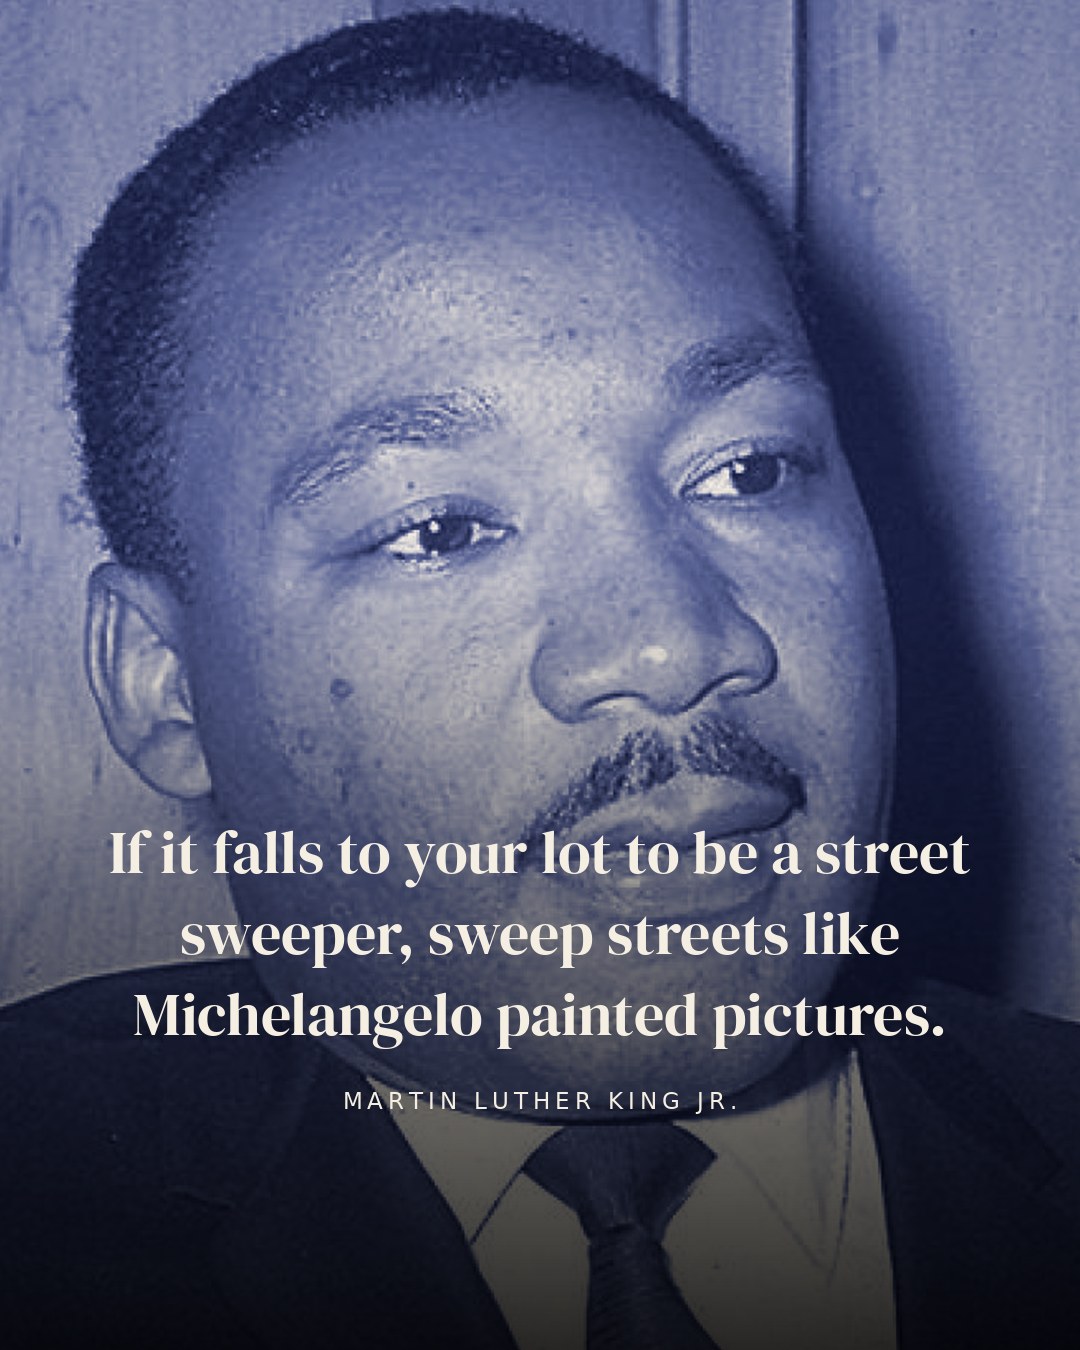 If it falls to your lot to be a street
sweeper, sweep streets like
Michelangelo painted pictures.
MARTIN LUTHER KING JR.